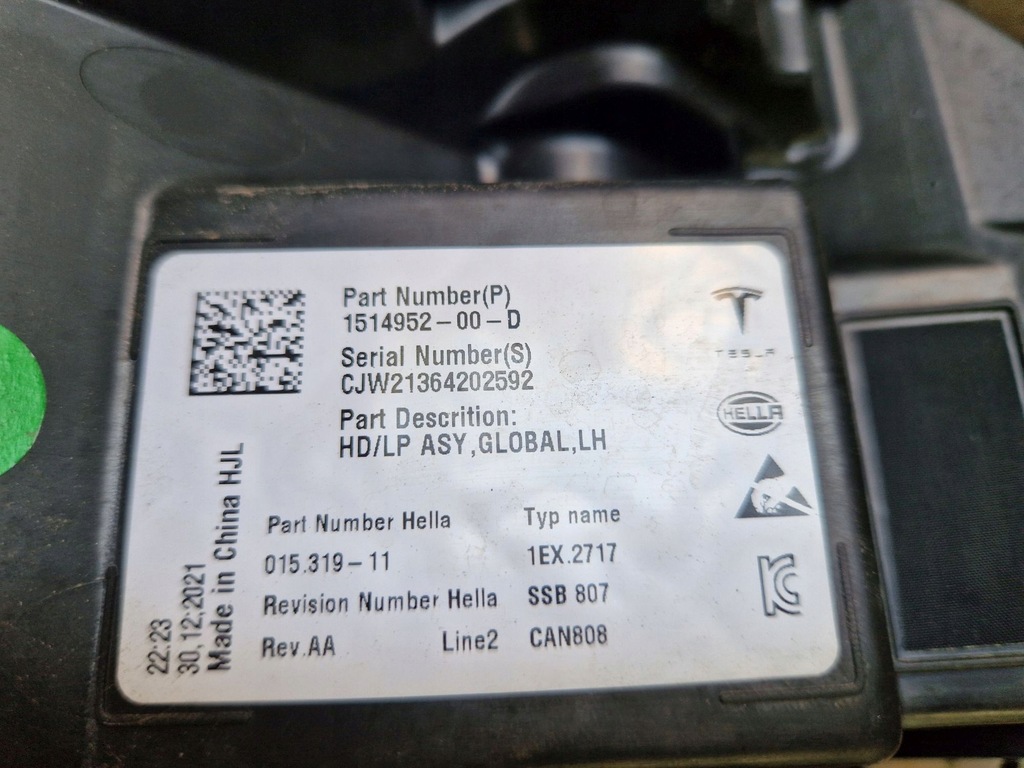 Part Number(P)
1514952-00-D
Serial Number(S)
CJW21364202592
Part Descrition:
HD/LP ASY,GLOBAL,LH
TESLA
HELLA
Part Number Hella
Typ name
015.319-11
1EX.2717
Revision Number Hella
SSB 807
Rev.AA
Line2
CAN808
22:23
30,12,2021
Made in China HJL